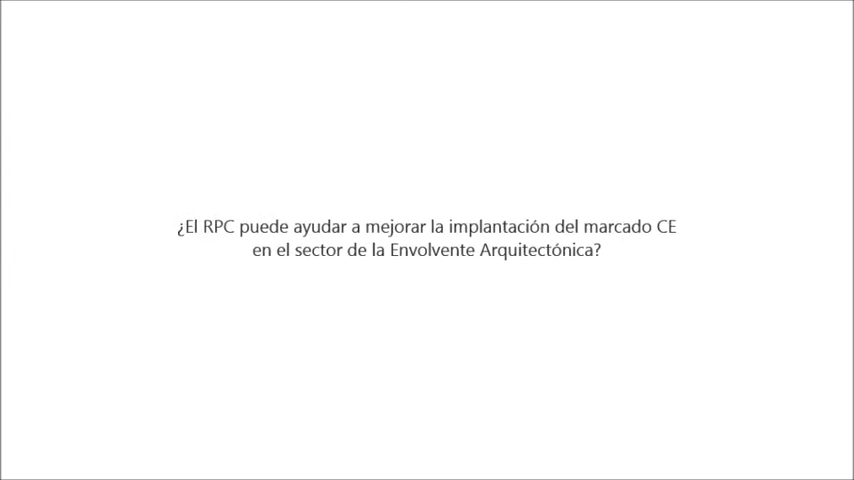 ¿El RPC puede ayudar a mejorar la implantación del marcado CE
en el sector de la Envolvente Arquitectónica?